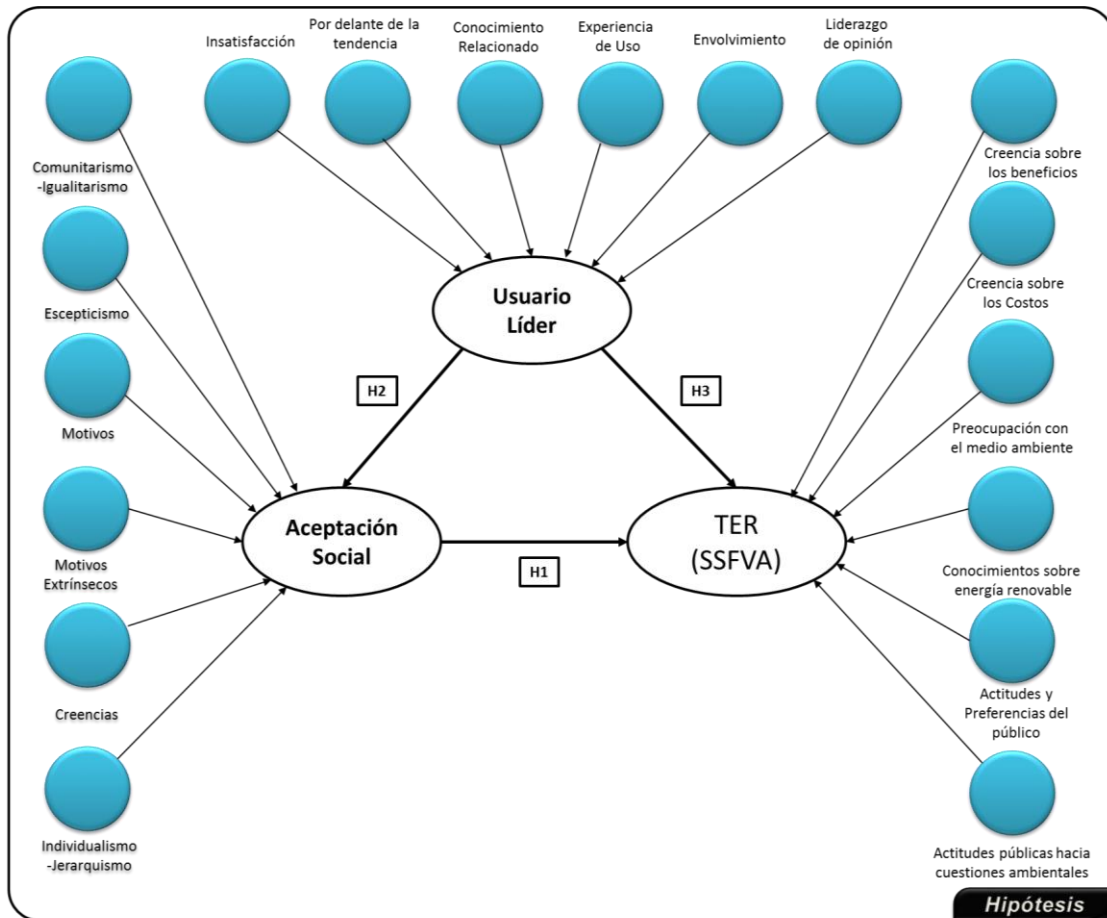 Insatisfacción
Por delante de la
tendencia
Conocimiento
Relacionado
Experiencia
de Uso
Envolvimiento
Liderazgo
de opinión
Comunitarismo
-Igualitarismo
Escepticismo
Motivos
Motivos
Extrínsecos
Creencias
Individualismo
-Jerarquismo
Usuario
Líder
H2
H3
Aceptación
Social
H1
TER
(SSFVA)
Creencia sobre
los beneficios
Creencia sobre
los Costos
Preocupación con
el medio ambiente
Conocimientos sobre
energía renovable
Actitudes y
Preferencias del
público
Actitudes públicas hacia
cuestiones ambientales
Hipótesis